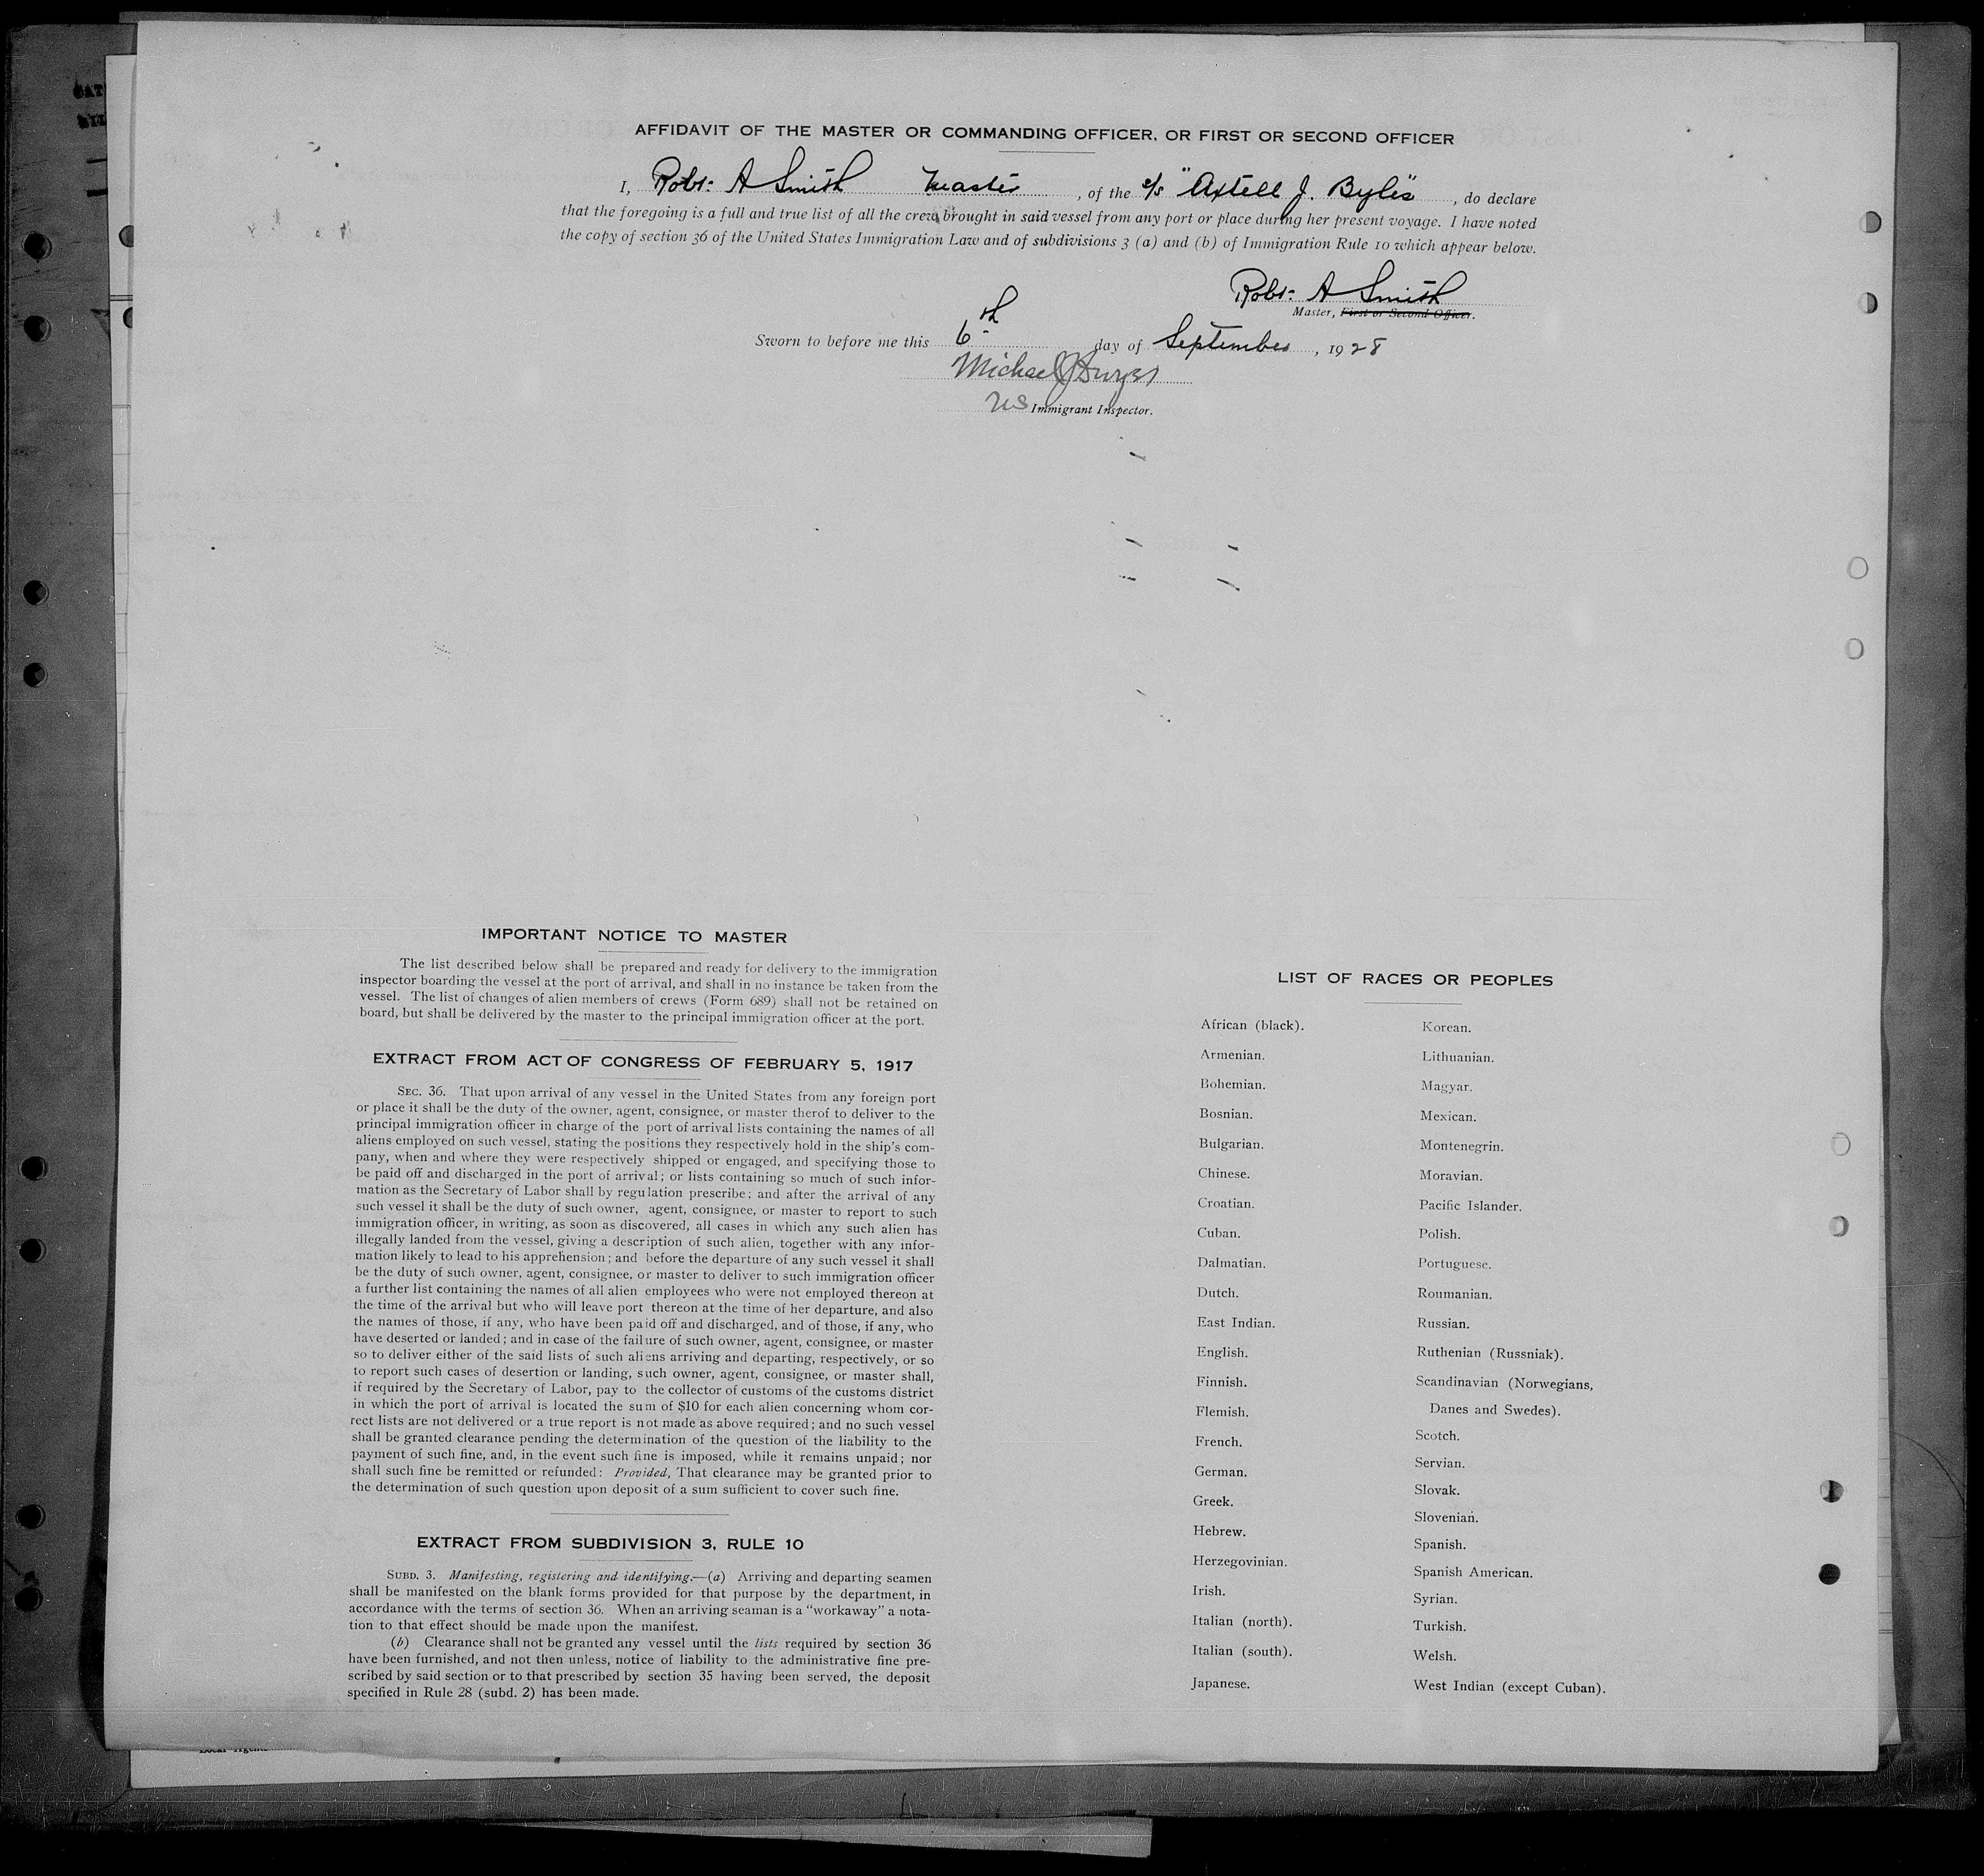 AFFIDAVIT OF THE MASTER OR COMMANDING OFFICER, OR FIRST OR SECOND OFFICER
I, Robt. A Smith Master, of the s/s "Axtell J. Byles", do declare
that the foregoing is a full and true list of all the crew brought in said vessel from any port or place during her present voyage. I have noted
the copy of section 36 of the United States Immigration Law and of subdivisions 3 (a) and (b) of Immigration Rule 10 which appear below.
Robt. A Smith
Master, First or Second Officer.
Sworn to before me this 6th day of September, 1928
Michael J Dwyer
US Immigrant Inspector.
IMPORTANT NOTICE TO MASTER
The list described below shall be prepared and ready for delivery to the immigration
inspector boarding the vessel at the port of arrival, and shall in no instance be taken from the
vessel. The list of changes of alien members of crews (Form 689) shall not be retained on
board, but shall be delivered by the master to the principal immigration officer at the port.
EXTRACT FROM ACT OF CONGRESS OF FEBRUARY 5, 1917
SEC. 36. That upon arrival of any vessel in the United States from any foreign port
or place it shall be the duty of the owner, agent, consignee, or master therof to deliver to the
principal immigration officer in charge of the port of arrival lists containing the names of all
aliens employed on such vessel, stating the positions they respectively hold in the ship's com-
pany, when and where they were respectively shipped or engaged, and specifying those to
be paid off and discharged in the port of arrival; or lists containing so much of such infor-
mation as the Secretary of Labor shall by regulation prescribe; and after the arrival of any
such vessel it shall be the duty of such owner, agent, consignee, or master to report to such
immigration officer, in writing, as soon as discovered, all cases in which any such alien has
illegally landed from the vessel, giving a description of such alien, together with any infor-
mation likely to lead to his apprehension; and before the departure of any such vessel it shall
be the duty of such owner, agent, consignee, or master to deliver to such immigration officer
a further list containing the names of all alien employees who were not employed thereon at
the time of the arrival but who will leave port thereon at the time of her departure, and also
the names of those, if any, who have been paid off and discharged, and of those, if any, who
have deserted or landed; and in case of the failure of such owner, agent, consignee, or master
so to deliver either of the said lists of such aliens arriving and departing, respectively, or so
to report such cases of desertion or landing, such owner, agent, consignee, or master shall,
if required by the Secretary of Labor, pay to the collector of customs of the customs district
in which the port of arrival is located the sum of $10 for each alien concerning whom cor-
rect lists are not delivered or a true report is not made as above required; and no such vessel
shall be granted clearance pending the determination of the question of the liability to the
payment of such fine, and, in the event such fine is imposed, while it remains unpaid; nor
shall such fine be remitted or refunded: Provided, That clearance may be granted prior to
the determination of such question upon deposit of a sum sufficient to cover such fine.
EXTRACT FROM SUBDIVISION 3, RULE 10
SUBD. 3. Manifesting, registering and identifying.—(a) Arriving and departing seamen
shall be manifested on the blank forms provided for that purpose by the department, in
accordance with the terms of section 36. When an arriving seaman is a "workaway" a nota-
tion to that effect should be made upon the manifest.
(b) Clearance shall not be granted any vessel until the lists required by section 36
have been furnished, and not then unless, notice of liability to the administrative fine pre-
scribed by said section or to that prescribed by section 35 having been served, the deposit
specified in Rule 28 (subd. 2) has been made.
LIST OF RACES OR PEOPLES
African (black).
Armenian.
Bohemian.
Bosnian.
Bulgarian.
Chinese.
Croatian.
Cuban.
Dalmatian.
Dutch.
East Indian.
English.
Finnish.
Flemish.
French.
German.
Greek.
Hebrew.
Herzegovinian.
Irish.
Italian (north).
Italian (south).
Japanese.
Korean.
Lithuanian.
Magyar.
Mexican.
Montenegrin.
Moravian.
Pacific Islander.
Polish.
Portuguese.
Roumanian.
Russian.
Ruthenian (Russniak).
Scandinavian (Norwegians,
Danes and Swedes).
Scotch.
Servian.
Slovak.
Slovenian.
Spanish.
Spanish American.
Syrian.
Turkish.
Welsh.
West Indian (except Cuban).